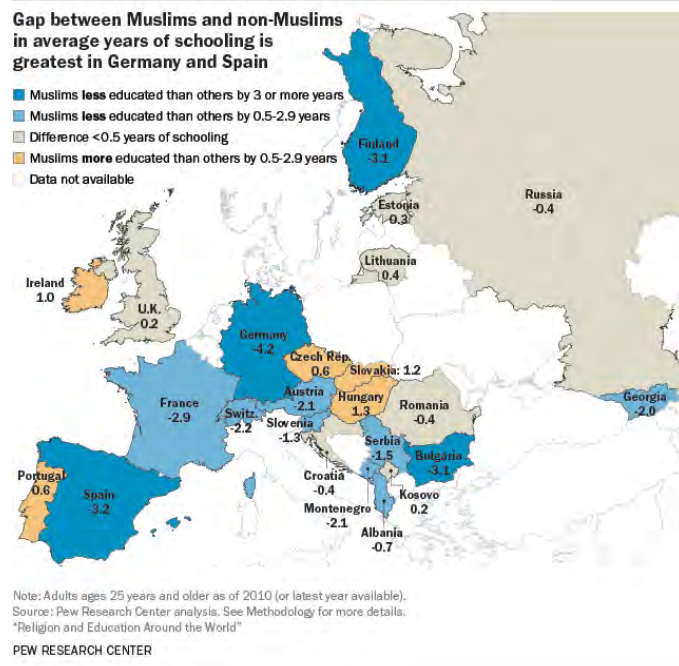 Gap between Muslims and non-Muslims
in average years of schooling is
greatest in Germany and Spain
Muslims less educated than others by 3 or more years
Muslims less educated than others by 0.5-2.9 years
Difference <0.5 years of schooling
Muslims more educated than others by 0.5-2.9 years
Data not available
Finland
-3.1
Russia
-0.4
Estonia
0.3
Lithuania
0.4
Ireland
1.0
U.K.
0.2
Germany
-4.2
Czech Rep.
0.6
Slovakia: 1.2
Austria
-2.1
Hungary
1.3
France
-2.9
Switz.
-2.2
Slovenia
-1.3
Romania
-0.4
Georgia
-2.0
Serbia
-1.5
Bulgaria
-3.1
Portugal
0.6
Spain
-3.2
Croatia
-0.4
Kosovo
0.2
Montenegro
-2.1
Albania
-0.7
Note: Adults ages 25 years and older as of 2010 (or latest year available).
Source: Pew Research Center analysis. See Methodology for more details.
"Religion and Education Around the World"
PEW RESEARCH CENTER